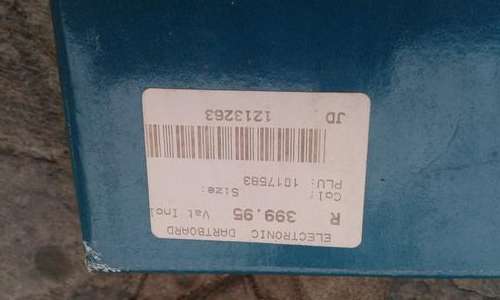 ELECTRONIC DARTBOARD
R 399.95 Vat Incl
Col: Size:
PLU: 1017583
JD 1213263